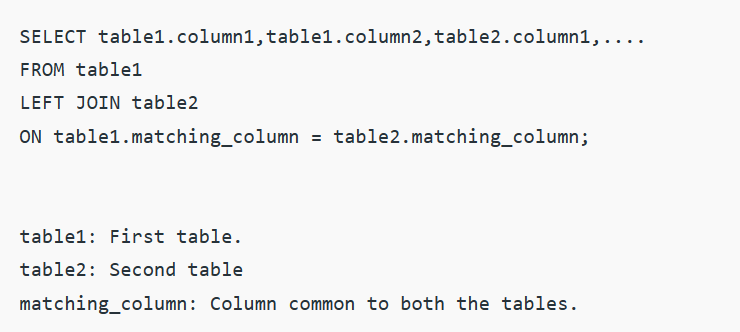 SELECT table1.column1,table1.column2,table2.column1,....
FROM table1
LEFT JOIN table2
ON table1.matching_column = table2.matching_column;
table1: First table.
table2: Second table
matching_column: Column common to both the tables.